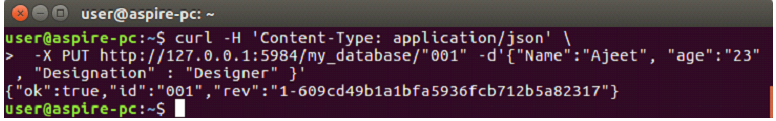 user@aspire-pc: ~
user@aspire-pc:~$ curl -H 'Content-Type: application/json' \
>  -X PUT http://127.0.0.1:5984/my_database/"001" -d'{"Name":"Ajeet", "age":"23"
 , "Designation" : "Designer" }'
{"ok":true,"id":"001","rev":"1-609cd49b1a1bfa5936fcb712b5a82317"}
user@aspire-pc:~$